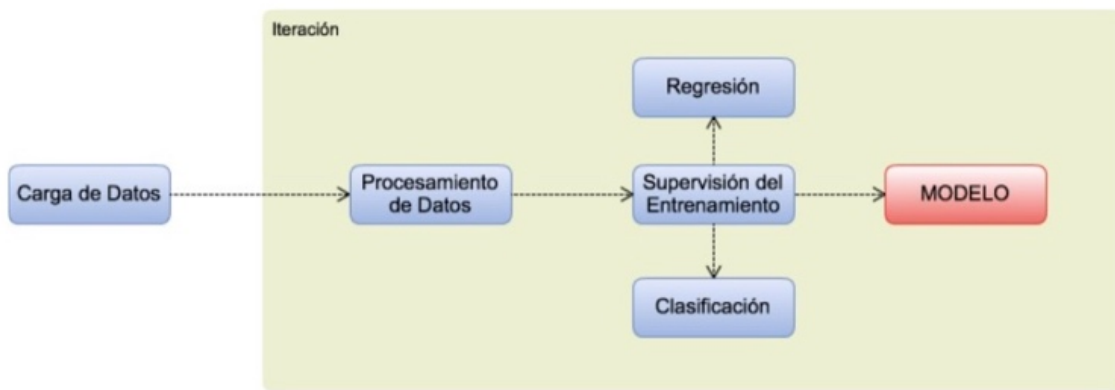 Iteración
Regresión
Carga de Datos
Procesamiento
de Datos
Supervisión del
Entrenamiento
MODELO
Clasificación